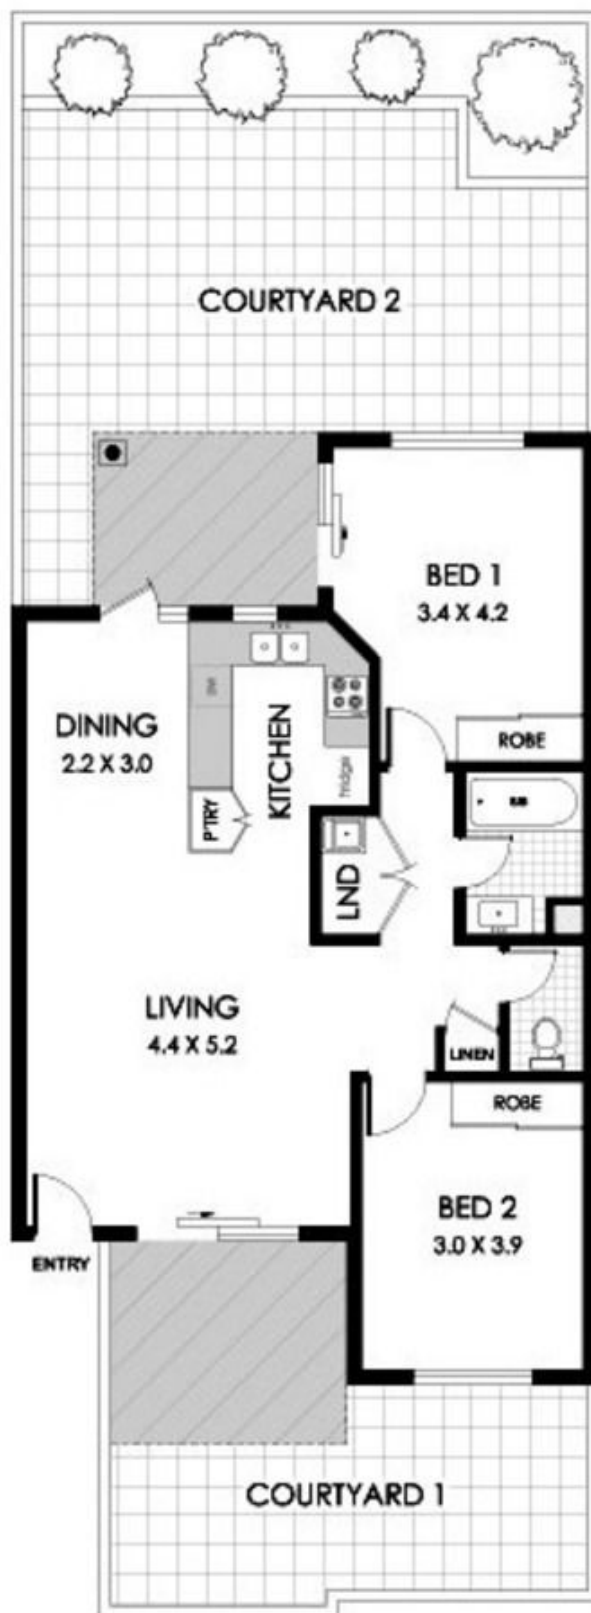 COURTYARD 2
BED 1
3.4 X 4.2
DINING
2.2 X 3.0
KITCHEN
ROBE
fridge
PTRY
LND
LIVING
4.4 X 5.2
LINEN
ROBE
BED 2
3.0 X 3.9
ENTRY
COURTYARD 1